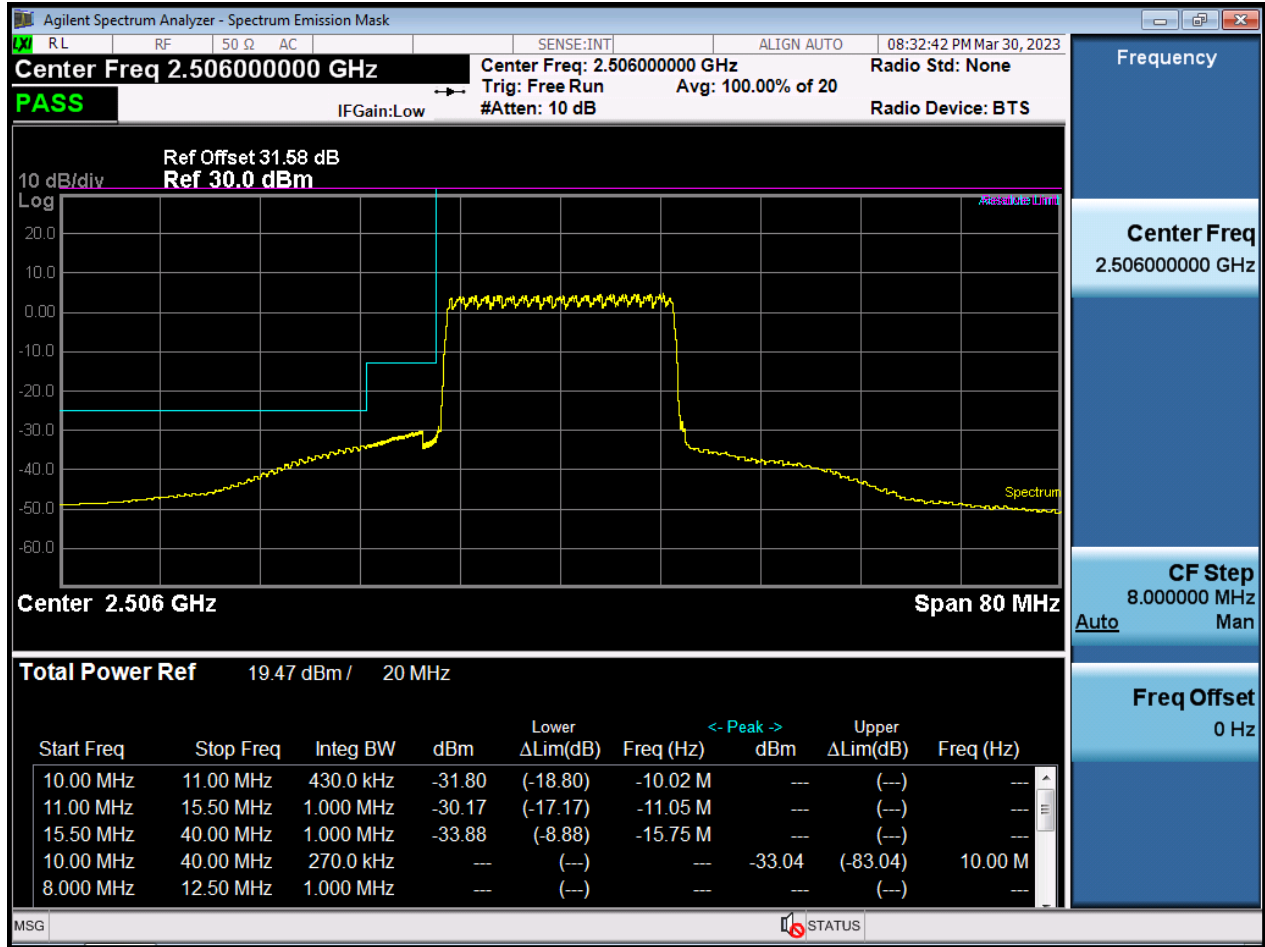 Agilent Spectrum Analyzer - Spectrum Emission Mask
LXI RL RF 50 Ω AC SENSE:INT ALIGN AUTO 08:32:42 PM Mar 30, 2023
Center Freq 2.506000000 GHz
PASS
IFGain:Low
Center Freq: 2.506000000 GHz
Trig: Free Run Avg: 100.00% of 20
#Atten: 10 dB
Radio Std: None
Radio Device: BTS
Ref Offset 31.58 dB
10 dB/div Ref 30.0 dBm
Log
20.0
10.0
0.00
-10.0
-20.0
-30.0
-40.0
-50.0
-60.0
Spectrum
Center 2.506 GHz Span 80 MHz
Total Power Ref 19.47 dBm / 20 MHz
Lower <- Peak -> Upper
Start Freq Stop Freq Integ BW dBm ΔLim(dB) Freq (Hz) dBm ΔLim(dB) Freq (Hz)
10.00 MHz 11.00 MHz 430.0 kHz -31.80 (-18.80) -10.02 M --- (---) ---
11.00 MHz 15.50 MHz 1.000 MHz -30.17 (-17.17) -11.05 M --- (---) ---
15.50 MHz 40.00 MHz 1.000 MHz -33.88 (-8.88) -15.75 M --- (---) ---
10.00 MHz 40.00 MHz 270.0 kHz --- (---) --- -33.04 (-83.04) 10.00 M
8.000 MHz 12.50 MHz 1.000 MHz --- (---) --- --- (---) ---
MSG STATUS
Frequency
Center Freq
2.506000000 GHz
CF Step
8.000000 MHz
Auto Man
Freq Offset
0 Hz